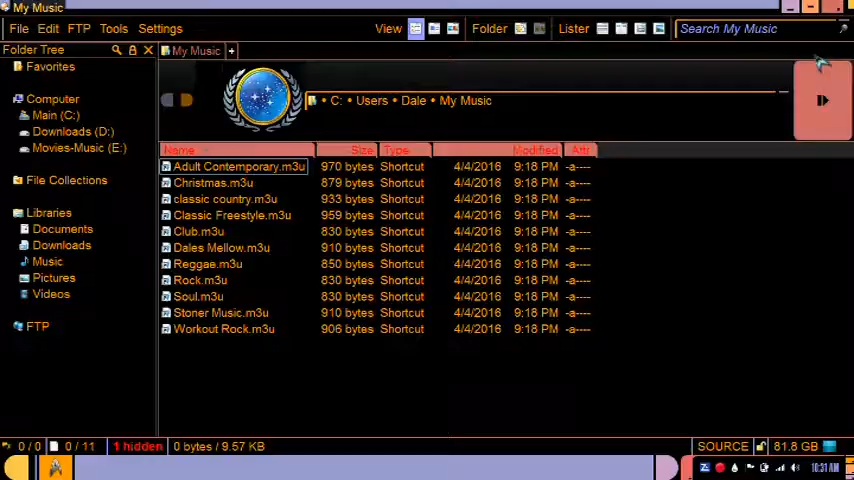 My Music
File Edit FTP Tools Settings View Folder Lister Search My Music
Folder Tree
My Music +
Favorites
Computer
Main (C:)
Downloads (D:)
Movies-Music (E:)
File Collections
Libraries
Documents
Downloads
Music
Pictures
Videos
FTP
• C: • Users • Dale • My Music
Name Size Type Modified Attr
Adult Contemporary.m3u 970 bytes Shortcut 4/4/2016 9:18 PM -a----
Christmas.m3u 879 bytes Shortcut 4/4/2016 9:18 PM -a----
classic country.m3u 933 bytes Shortcut 4/4/2016 9:18 PM -a----
Classic Freestyle.m3u 959 bytes Shortcut 4/4/2016 9:18 PM -a----
Club.m3u 830 bytes Shortcut 4/4/2016 9:18 PM -a----
Dales Mellow.m3u 910 bytes Shortcut 4/4/2016 9:18 PM -a----
Reggae.m3u 850 bytes Shortcut 4/4/2016 9:18 PM -a----
Rock.m3u 830 bytes Shortcut 4/4/2016 9:18 PM -a----
Soul.m3u 830 bytes Shortcut 4/4/2016 9:18 PM -a----
Stoner Music.m3u 910 bytes Shortcut 4/4/2016 9:18 PM -a----
Workout Rock.m3u 906 bytes Shortcut 4/4/2016 9:18 PM -a----
0 / 0 0 / 11 1 hidden 0 bytes / 9.57 KB SOURCE 81.8 GB
10:31 AM